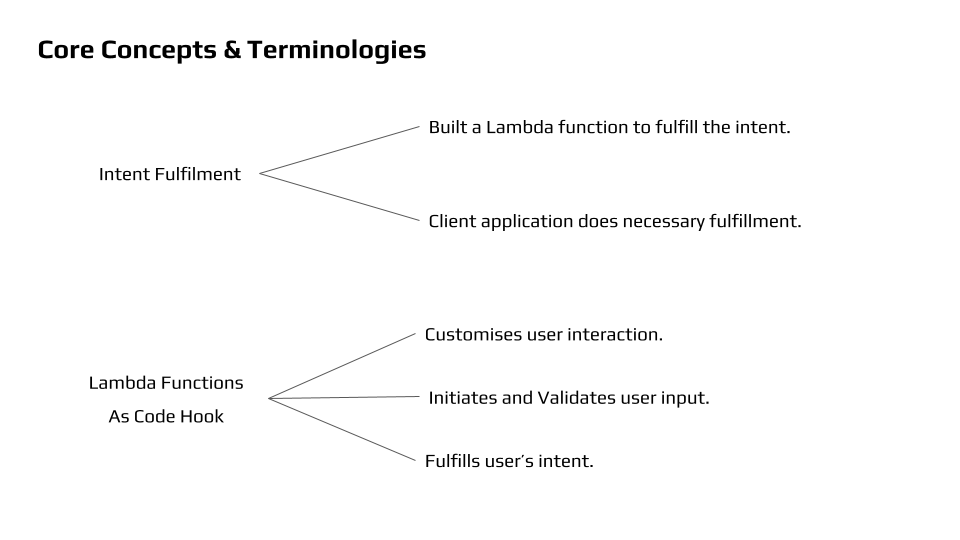 Core Concepts & Terminologies
Built a Lambda function to fulfill the intent.
Intent Fulfilment
Client application does necessary fulfillment.
Customises user interaction.
Lambda Functions
As Code Hook
Initiates and Validates user input.
Fulfills user's intent.